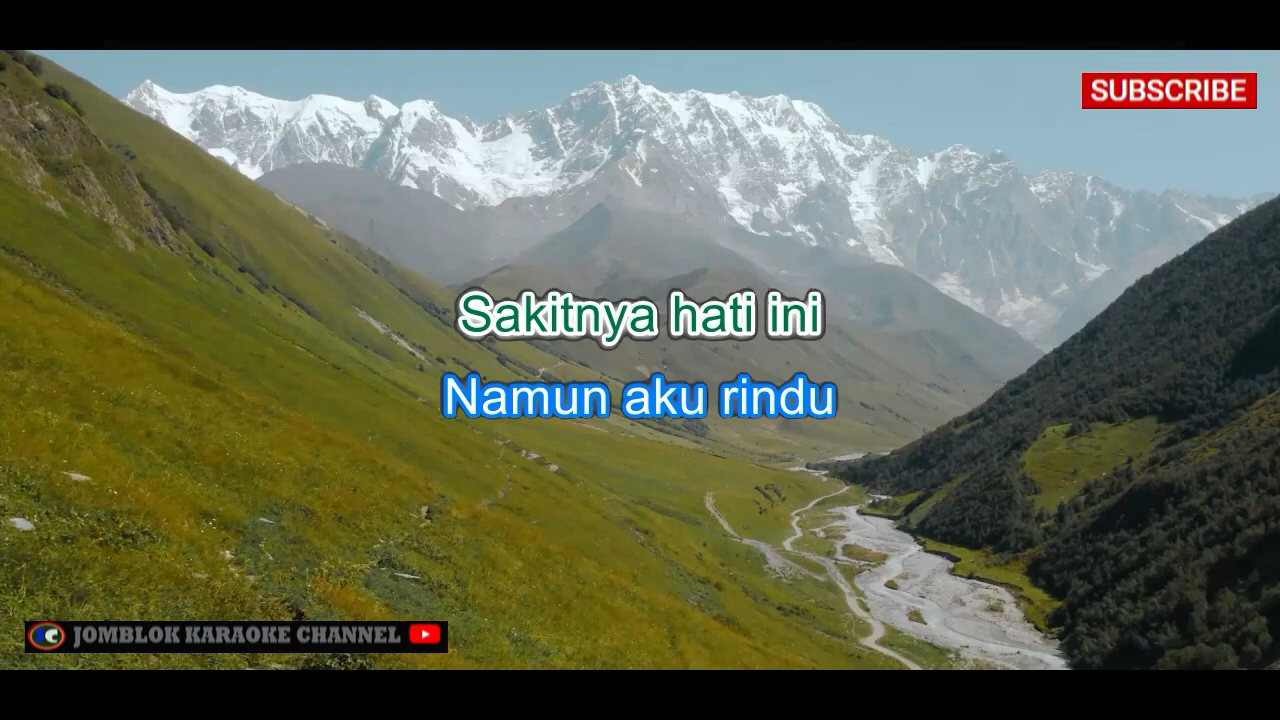 SUBSCRIBE
Sakitnya hati ini
Namun aku rindu
JOMBLOK KARAOKE CHANNEL